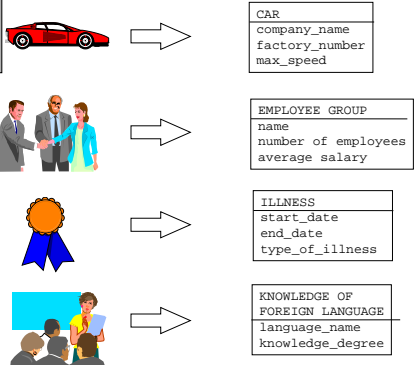 CAR
company_name
factory_number
max_speed
EMPLOYEE GROUP
name
number of employees
average salary
ILLNESS
start_date
end_date
type_of_illness
KNOWLEDGE OF
FOREIGN LANGUAGE
language_name
knowledge_degree